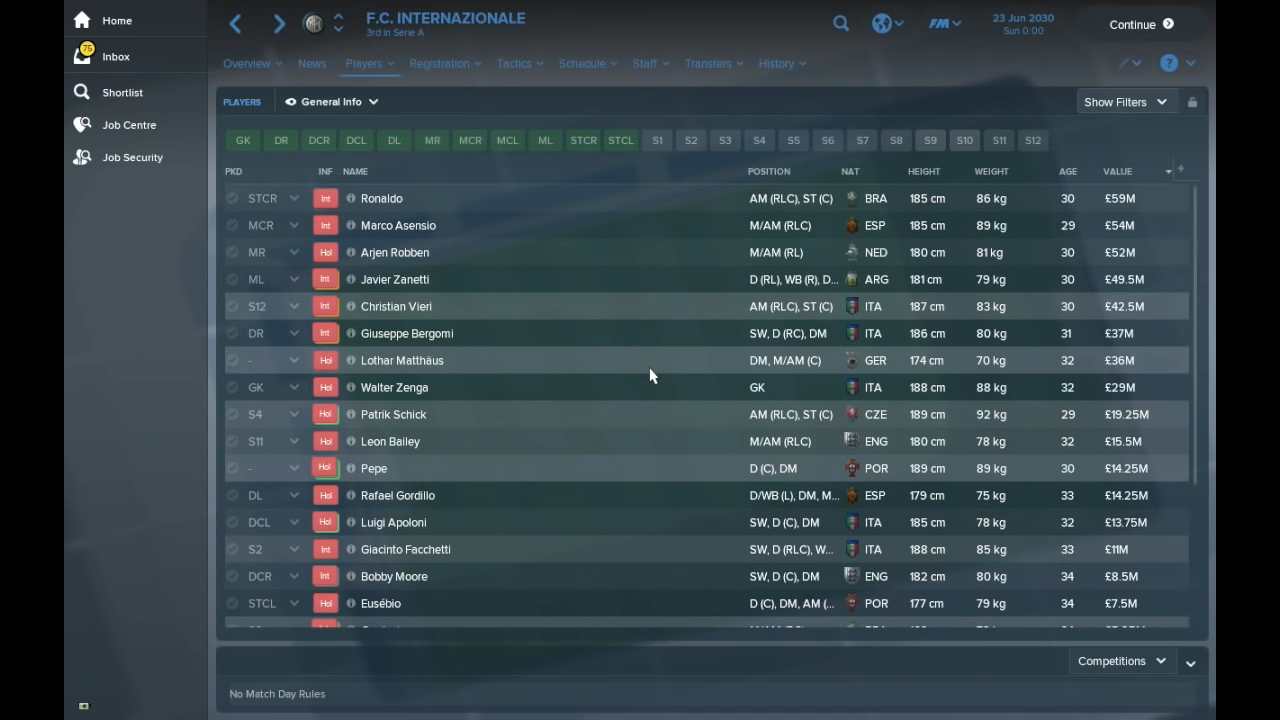 Home
75
Inbox
Shortlist
Job Centre
Job Security
F.C. INTERNAZIONALE
3rd in Serie A
FM
23 Jun 2030
Sun 0:00
Continue
Overview News Players Registration Tactics Schedule Staff Transfers History
?
PLAYERS General Info Show Filters
GK DR DCR DCL DL MR MCR MCL ML STCR STCL S1 S2 S3 S4 S5 S6 S7 S8 S9 S10 S11 S12
PKD INF NAME POSITION NAT HEIGHT WEIGHT AGE VALUE +
STCR Int Ronaldo AM (RLC), ST (C) BRA 185 cm 86 kg 30 £59M
MCR Int Marco Asensio M/AM (RLC) ESP 185 cm 89 kg 29 £54M
MR Hol Arjen Robben M/AM (RL) NED 180 cm 81 kg 30 £52M
ML Int Javier Zanetti D (RL), WB (R), D... ARG 181 cm 79 kg 30 £49.5M
S12 Int Christian Vieri AM (RLC), ST (C) ITA 187 cm 83 kg 30 £42.5M
DR Int Giuseppe Bergomi SW, D (RC), DM ITA 186 cm 80 kg 31 £37M
- Hol Lothar Matthäus DM, M/AM (C) GER 174 cm 70 kg 32 £36M
GK Hol Walter Zenga GK ITA 188 cm 88 kg 32 £29M
S4 Hol Patrik Schick AM (RLC), ST (C) CZE 189 cm 92 kg 29 £19.25M
S11 Hol Leon Bailey M/AM (RLC) ENG 180 cm 78 kg 32 £15.5M
- Hol Pepe D (C), DM POR 189 cm 89 kg 30 £14.25M
DL Hol Rafael Gordillo D/WB (L), DM, M... ESP 179 cm 75 kg 33 £14.25M
DCL Hol Luigi Apoloni SW, D (C), DM ITA 185 cm 78 kg 32 £13.75M
S2 Int Giacinto Facchetti SW, D (RLC), W... ITA 188 cm 85 kg 33 £11M
DCR Int Bobby Moore SW, D (C), DM ENG 182 cm 80 kg 34 £8.5M
STCL Hol Eusébio D (C), DM, AM (... POR 177 cm 79 kg 34 £7.5M
Competitions
No Match Day Rules